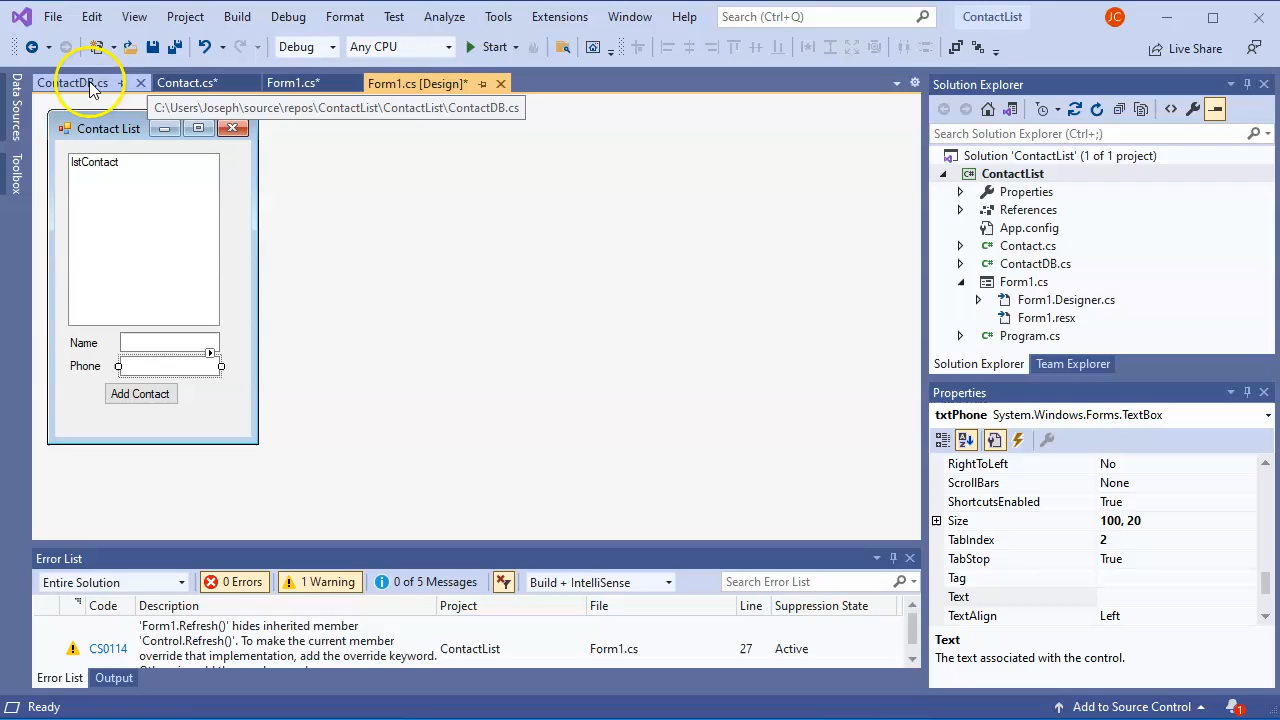 File Edit View Project Build Debug Format Test Analyze Tools Extensions Window Help Search (Ctrl+Q) ContactList JC
Debug Any CPU Start Live Share
ContactDB.cs Contact.cs* Form1.cs* Form1.cs [Design]*
C:\Users\Joseph\source\repos\ContactList\ContactList\ContactDB.cs
Data Sources
Toolbox
Contact List
lstContact
Name
Phone
Add Contact
Solution Explorer
Search Solution Explorer (Ctrl+;)
Solution 'ContactList' (1 of 1 project)
ContactList
Properties
References
App.config
Contact.cs
ContactDB.cs
Form1.cs
Form1.Designer.cs
Form1.resx
Program.cs
Solution Explorer Team Explorer
Properties
txtPhone System.Windows.Forms.TextBox
RightToLeft No
ScrollBars None
ShortcutsEnabled True
Size 100, 20
TabIndex 2
TabStop True
Tag
Text
TextAlign Left
Text
The text associated with the control.
Error List
Entire Solution 0 Errors 1 Warning 0 of 5 Messages Build + IntelliSense Search Error List
Code Description Project File Line Suppression State
'Form1.Refresh()' hides inherited member
'Control.Refresh()'. To make the current member
CS0114 override that implementation, add the override keyword. ContactList Form1.cs 27 Active
Error List Output
Ready Add to Source Control 1